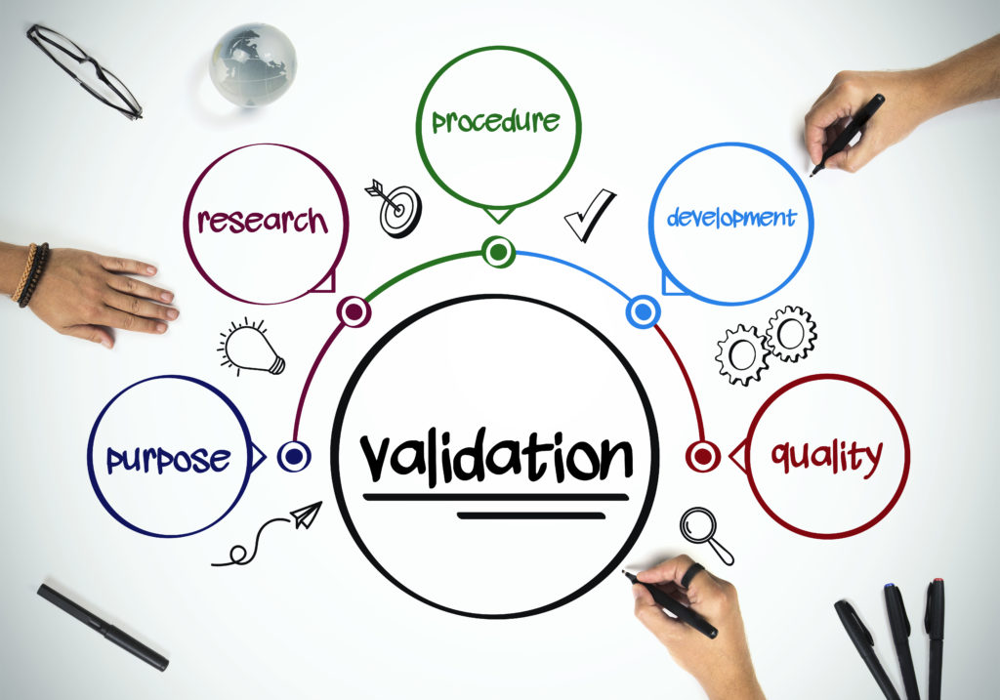 procedure
research
development
purpose
validation
quality